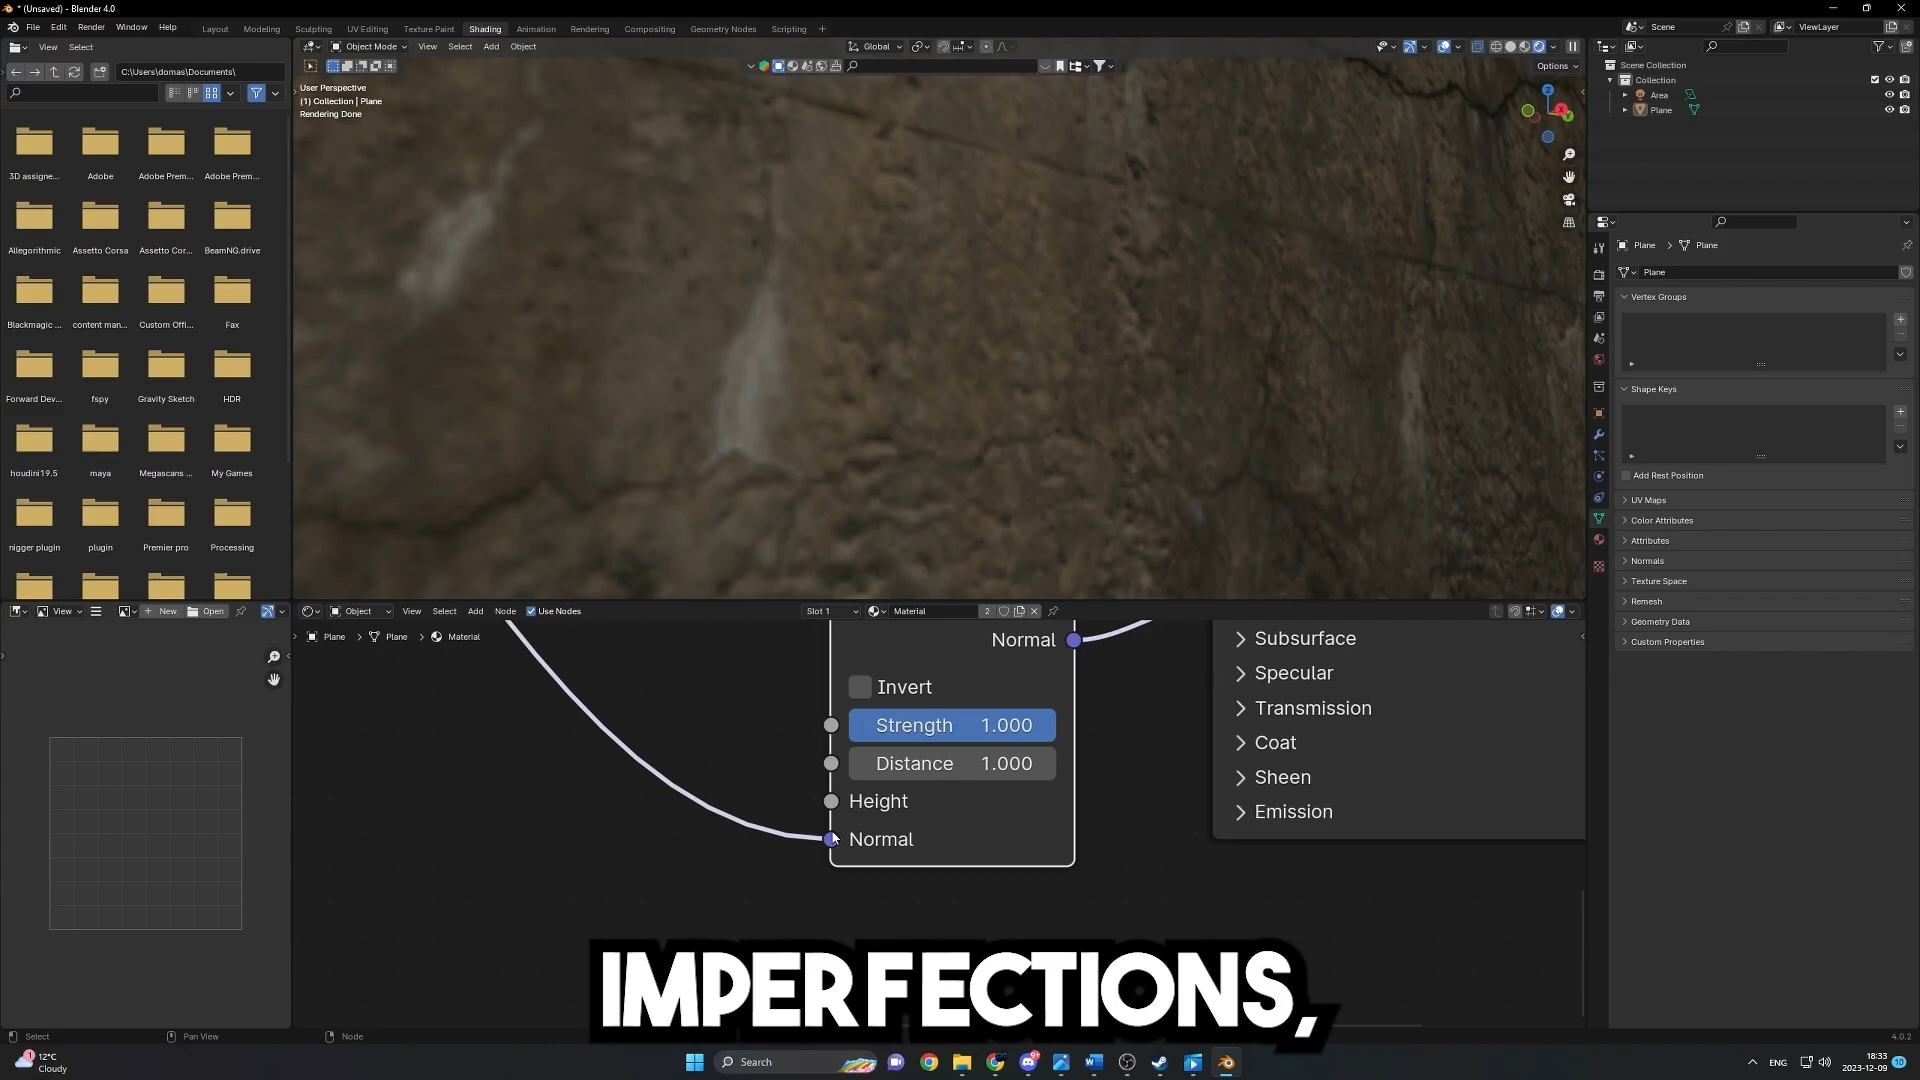 * (Unsaved) - Blender 4.0
File Edit Render Window Help
Layout Modeling Sculpting UV Editing Texture Paint Shading Animation Rendering Compositing Geometry Nodes Scripting +
Scene
ViewLayer
View Select
C:\Users\domas\Documents\
3D assigne... Adobe Adobe Prem... Adobe Prem...
Allegorithmic Assetto Corsa Assetto Cor... BeamNG.drive
Blackmagic ... content man... Custom Offi... Fax
Forward Dev... fspy Gravity Sketch HDR
houdini19.5 maya Megascans ... My Games
nigger plugin plugin Premier pro Processing
Object Mode View Select Add Object
Global
Options
User Perspective
(1) Collection | Plane
Rendering Done
Z
X
Y
Scene Collection
Collection
Area
Plane
Plane > Plane
Plane
Vertex Groups
Shape Keys
Add Rest Position
UV Maps
Color Attributes
Attributes
Normals
Texture Space
Remesh
Geometry Data
Custom Properties
View New Open
Object View Select Add Node Use Nodes Slot 1 Material 2
Plane > Plane > Material
Normal
Invert
Strength 1.000
Distance 1.000
Height
Normal
Subsurface
Specular
Transmission
Coat
Sheen
Emission
IMPERFECTIONS,
Select Pan View Node
4.0.2
1
12°C
Cloudy
Search
ENG
18:33
2023-12-09
10